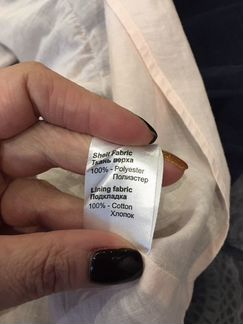 Shell Fabric
Ткань верха
100% - Polyester
Полиэстер
Lining fabric
Подкладка
100% - Cotton
Хлопок